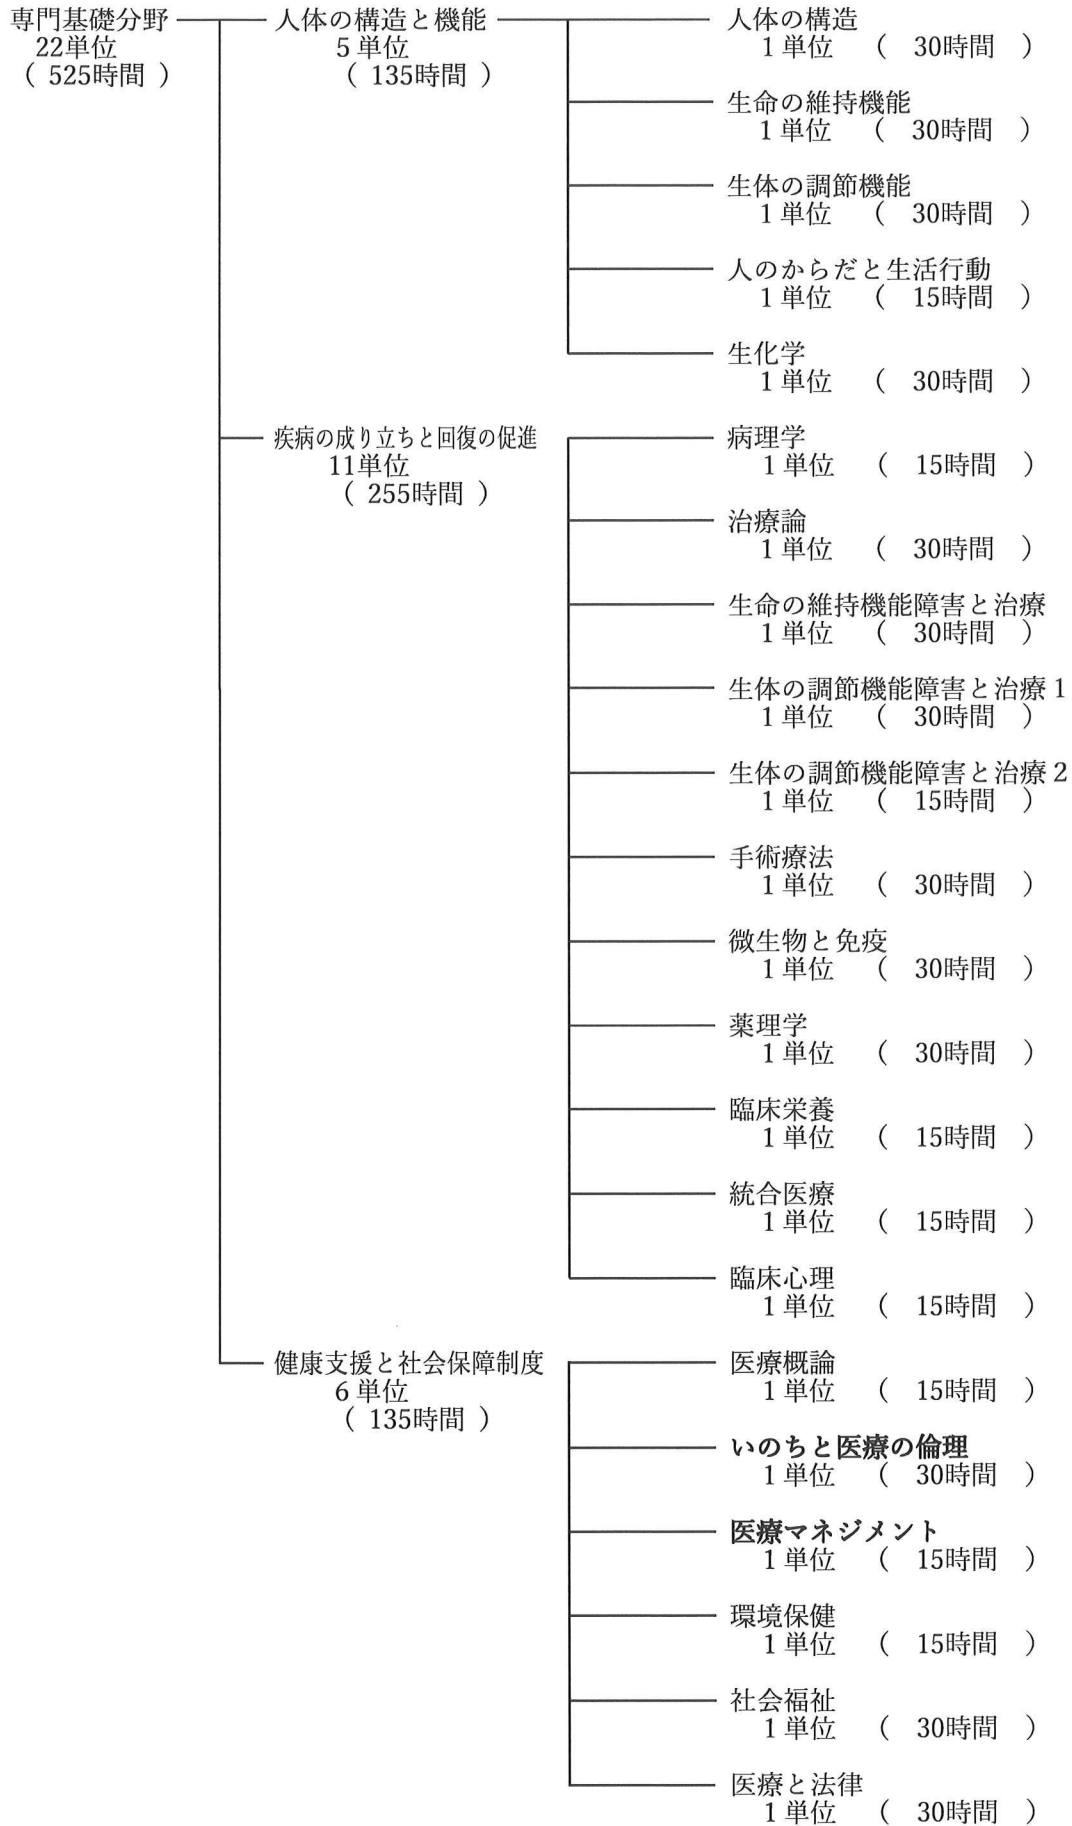 専門基礎分野
22単位
( 525時間 )
人体の構造と機能
5単位
( 135時間 )
人体の構造
1単位 ( 30時間 )
生命の維持機能
1単位 ( 30時間 )
生体の調節機能
1単位 ( 30時間 )
人のからだと生活行動
1単位 ( 15時間 )
生化学
1単位 ( 30時間 )
疾病の成り立ちと回復の促進
11単位
( 255時間 )
病理学
1単位 ( 15時間 )
治療論
1単位 ( 30時間 )
生命の維持機能障害と治療
1単位 ( 30時間 )
生体の調節機能障害と治療1
1単位 ( 30時間 )
生体の調節機能障害と治療2
1単位 ( 15時間 )
手術療法
1単位 ( 30時間 )
微生物と免疫
1単位 ( 30時間 )
薬理学
1単位 ( 30時間 )
臨床栄養
1単位 ( 15時間 )
統合医療
1単位 ( 15時間 )
臨床心理
1単位 ( 15時間 )
健康支援と社会保障制度
6単位
( 135時間 )
医療概論
1単位 ( 15時間 )
いのちと医療の倫理
1単位 ( 30時間 )
医療マネジメント
1単位 ( 15時間 )
環境保健
1単位 ( 15時間 )
社会福祉
1単位 ( 30時間 )
医療と法律
1単位 ( 30時間 )